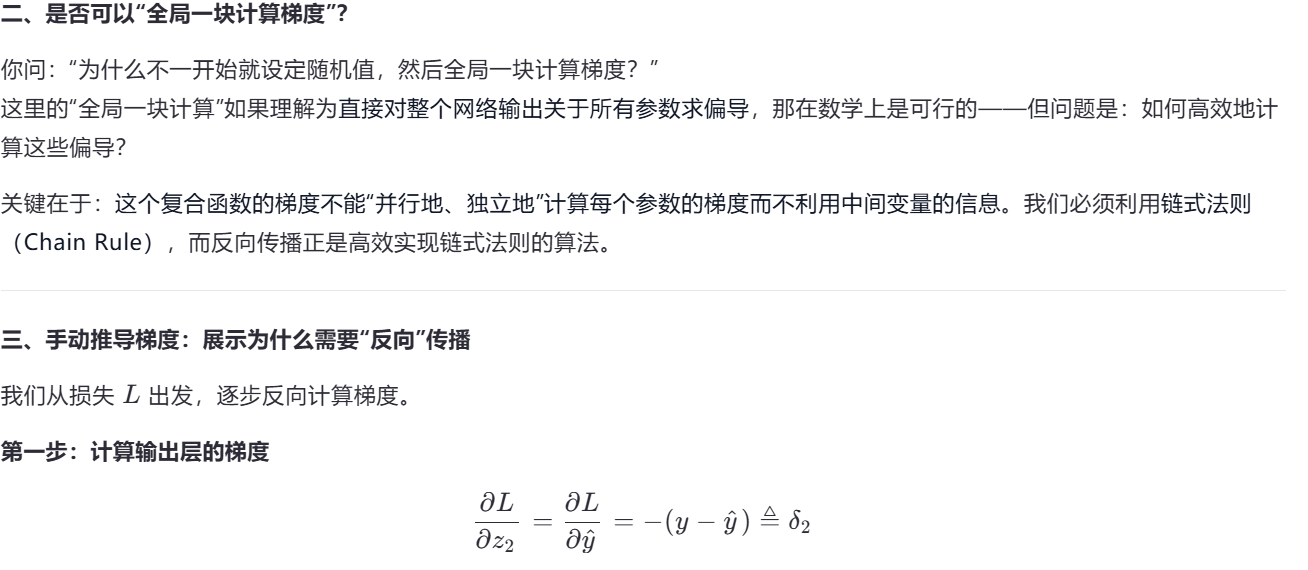 二、是否可以“全局一块计算梯度”？
你问：“为什么不一开始就设定随机值，然后全局一块计算梯度？”
这里的“全局一块计算”如果理解为直接对整个网络输出关于所有参数求偏导，那在数学上是可行的——但问题是：如何高效地计
算这些偏导？
关键在于：这个复合函数的梯度不能“并行地、独立地”计算每个参数的梯度而不利用中间变量的信息。我们必须利用链式法则
（Chain Rule），而反向传播正是高效实现链式法则的算法。
三、手动推导梯度：展示为什么需要“反向”传播
我们从损失 L 出发，逐步反向计算梯度。
第一步：计算输出层的梯度
∂L/∂z₂ = ∂L/∂ŷ = −(y − ŷ) ≜ δ₂